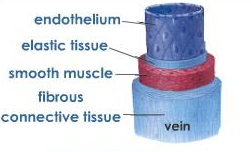 endothelium
elastic tissue
smooth muscle
fibrous
connective tissue
vein